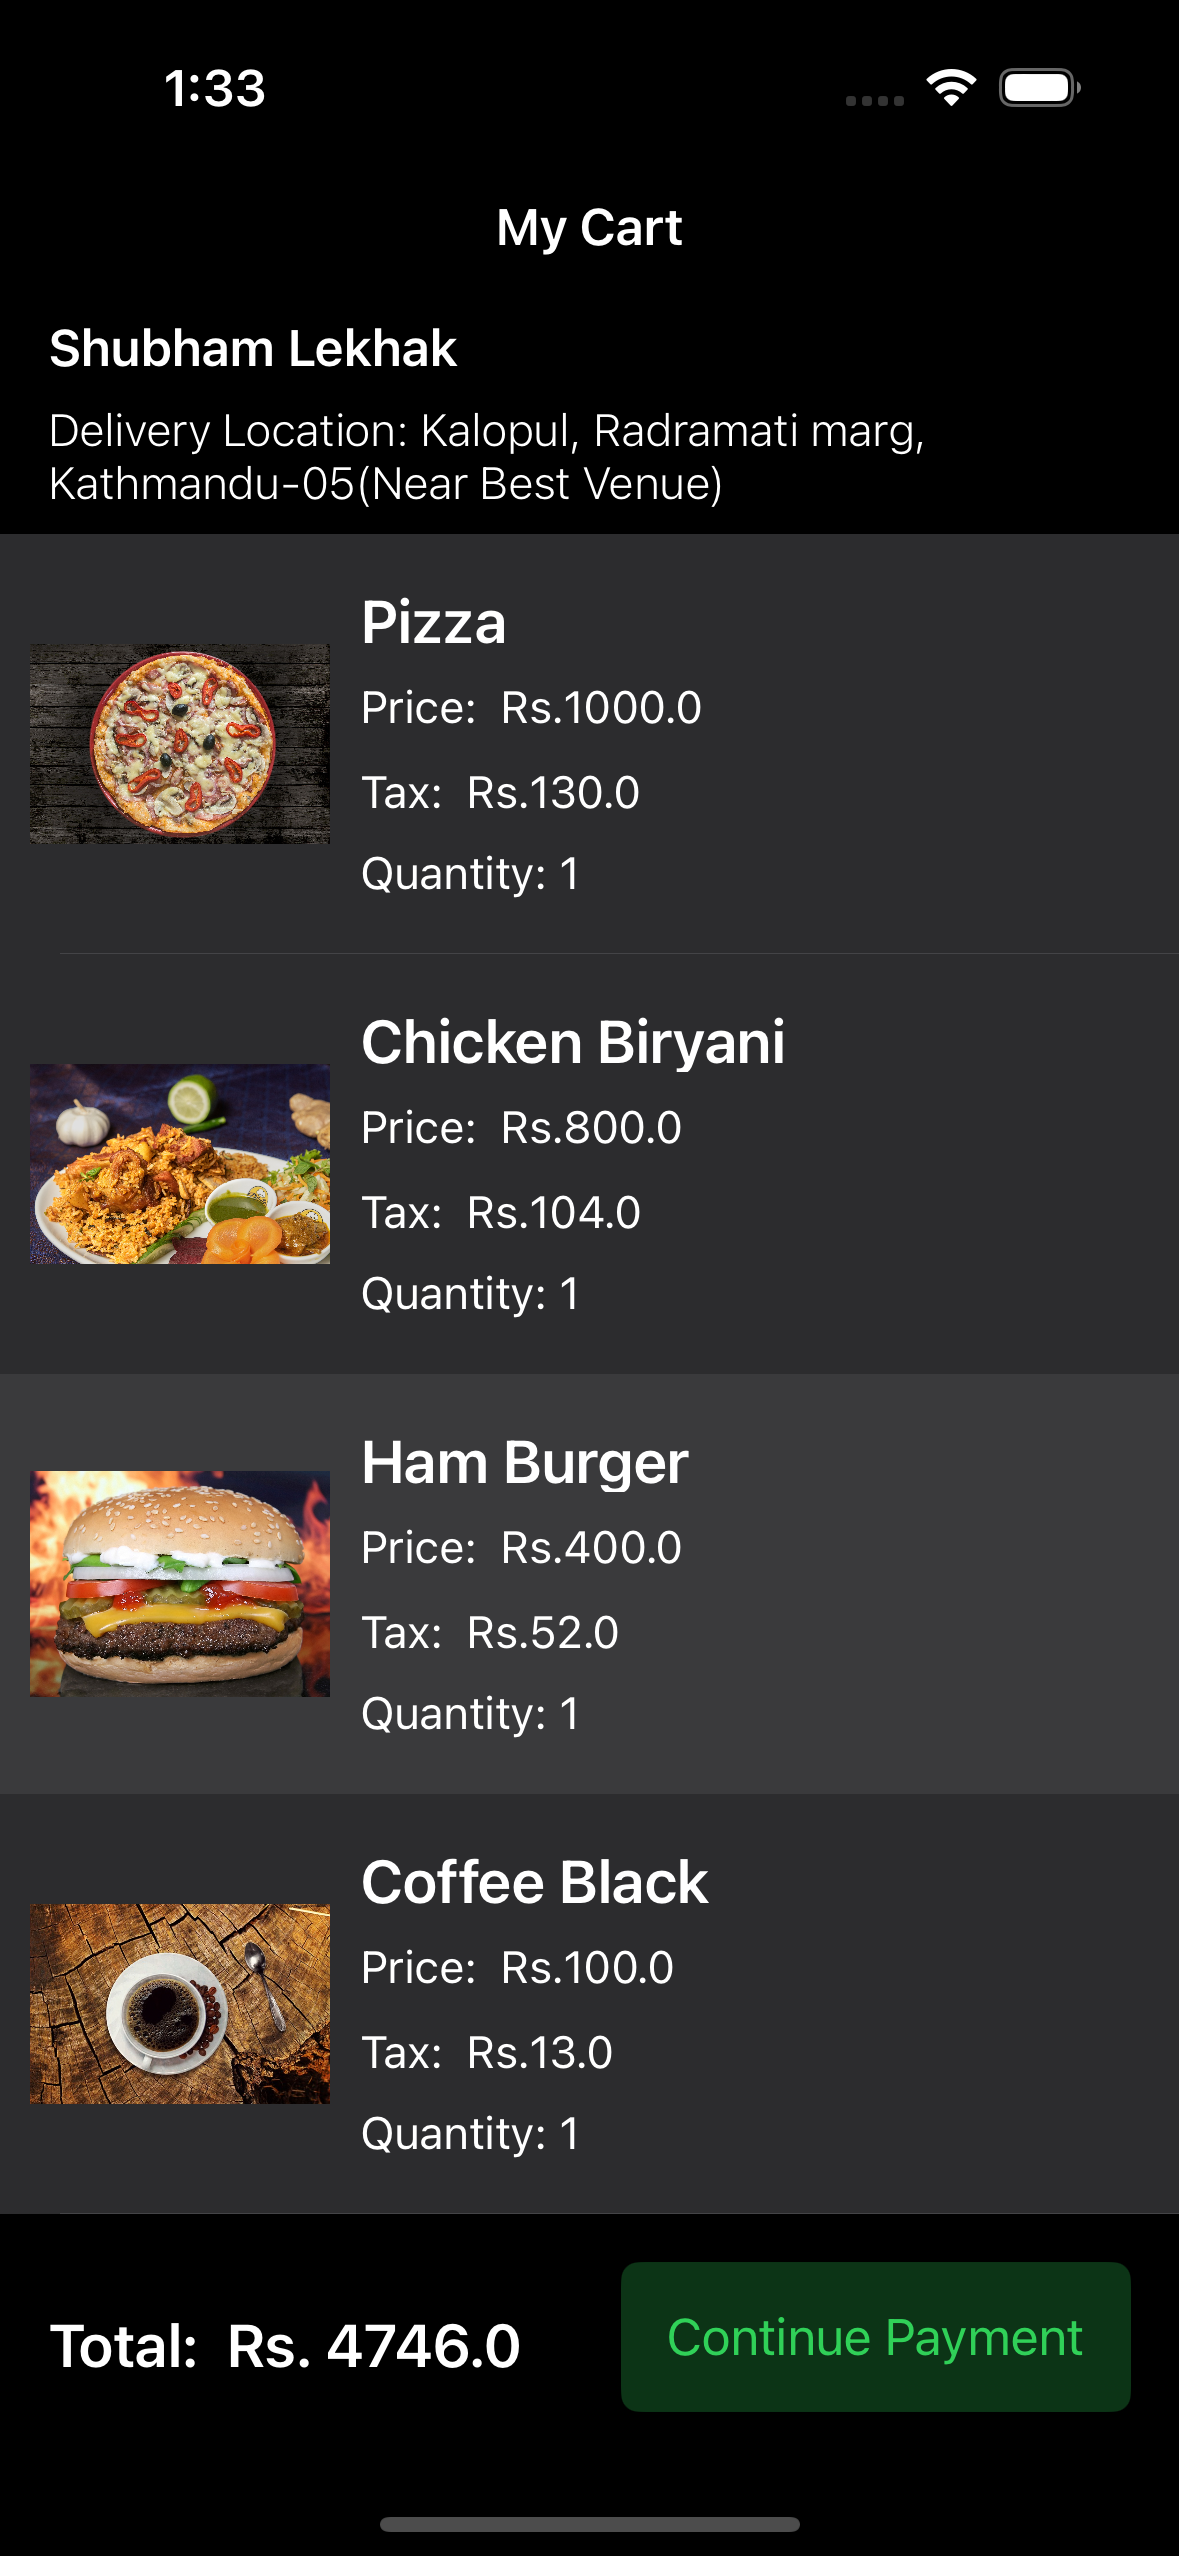 1:33
My Cart
Shubham Lekhak
Delivery Location: Kalopul, Radramati marg,
Kathmandu-05(Near Best Venue)
Pizza
Price: Rs.1000.0
Tax: Rs.130.0
Quantity: 1
Chicken Biryani
Price: Rs.800.0
Tax: Rs.104.0
Quantity: 1
Ham Burger
Price: Rs.400.0
Tax: Rs.52.0
Quantity: 1
Coffee Black
Price: Rs.100.0
Tax: Rs.13.0
Quantity: 1
Total: Rs. 4746.0
Continue Payment